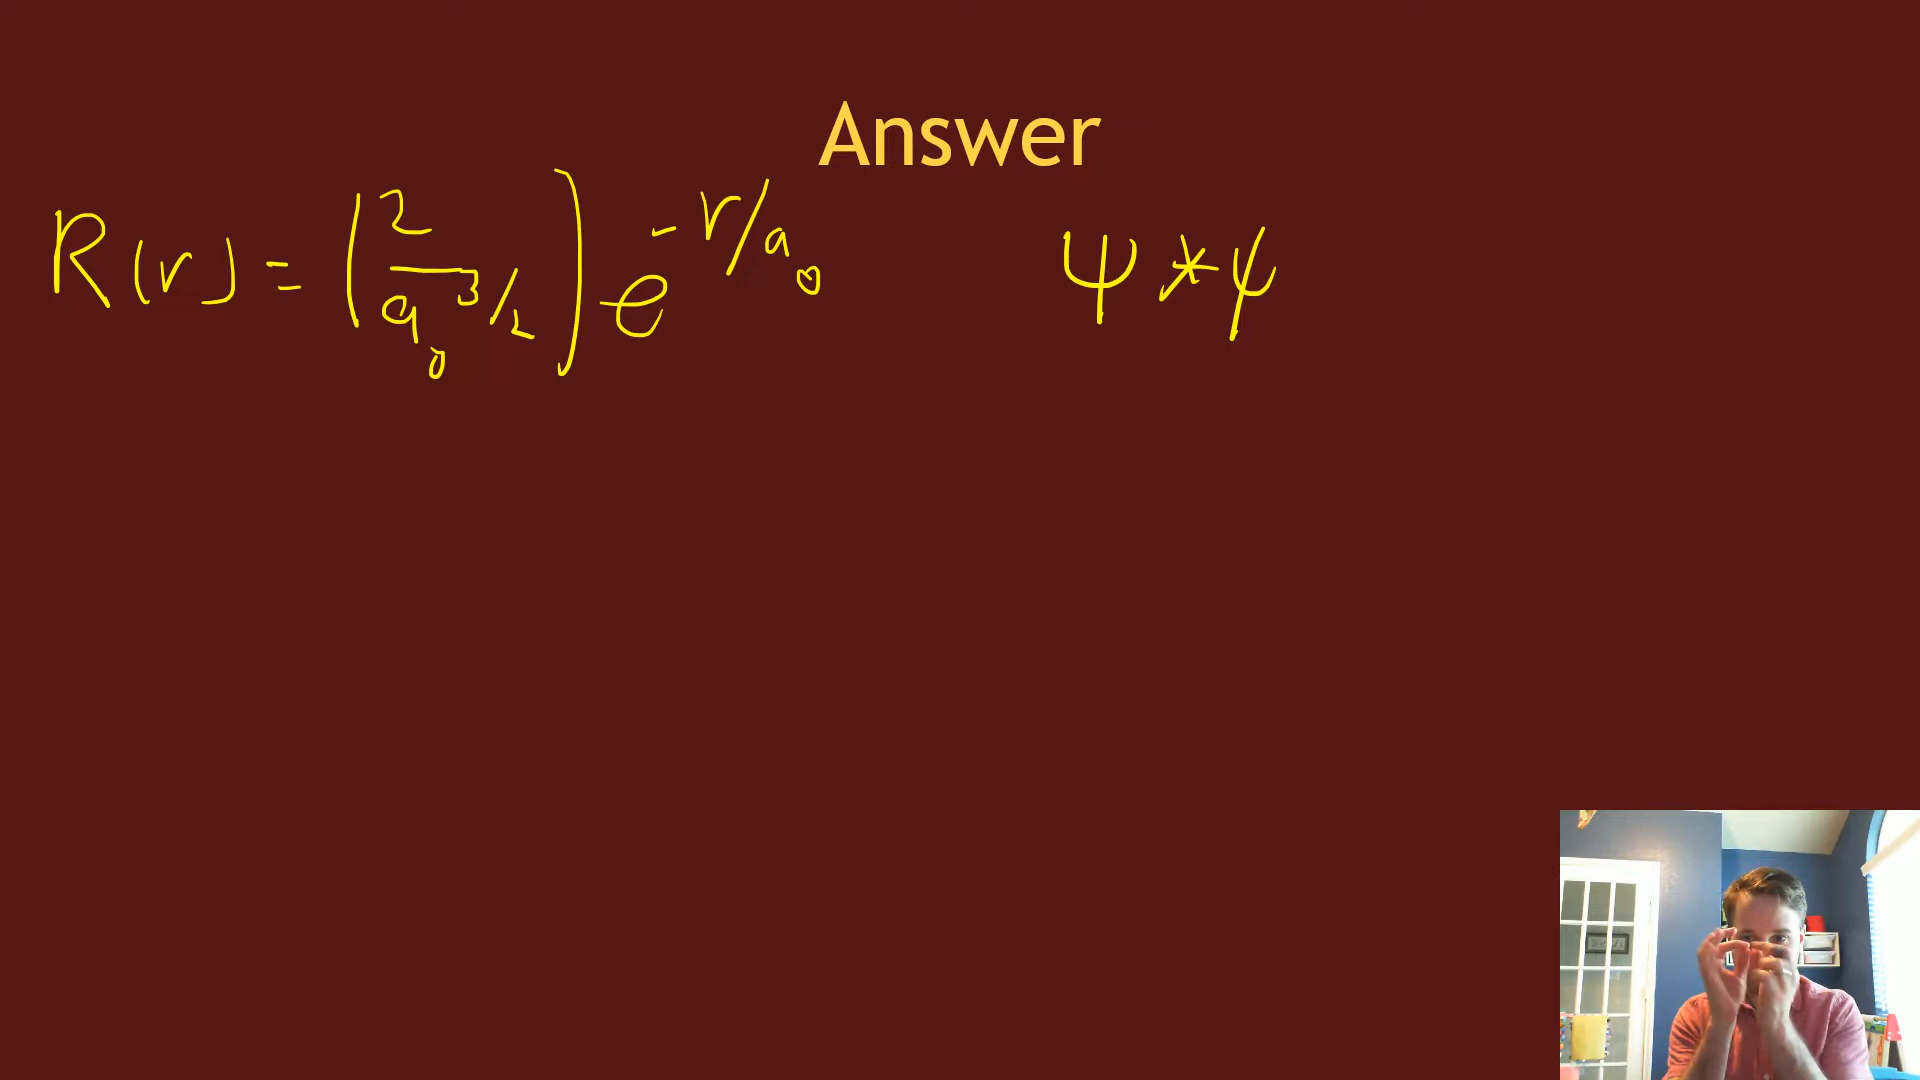 Answer
R(r) = (2/a₀^3/2) e^-r/a₀ ψ*ψ